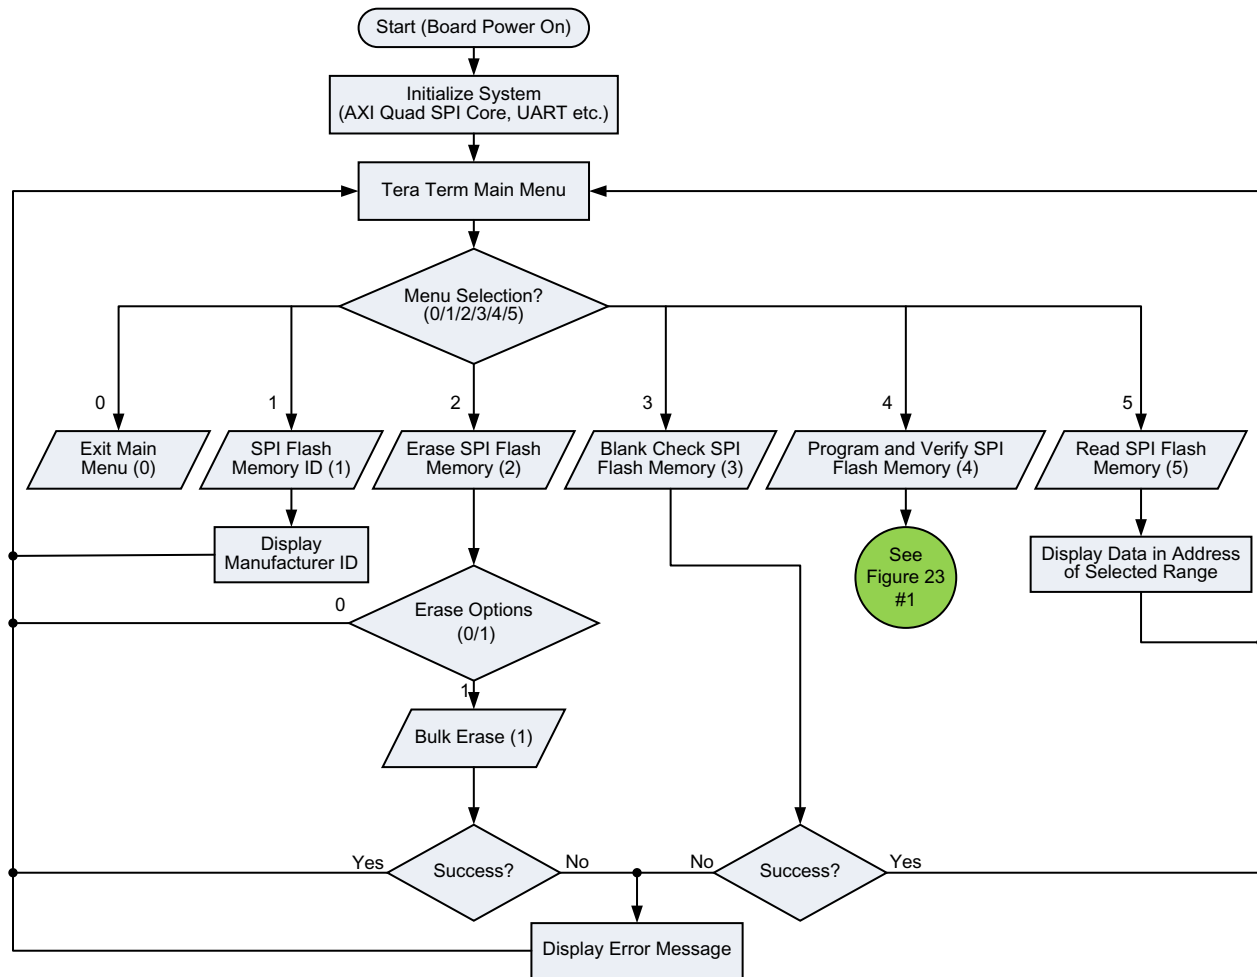 Start (Board Power On)
Initialize System
(AXI Quad SPI Core, UART etc.)
Tera Term Main Menu
Menu Selection?
(0/1/2/3/4/5)
0
1
2
3
4
5
Exit Main
Menu (0)
SPI Flash
Memory ID (1)
Erase SPI Flash
Memory (2)
Blank Check SPI
Flash Memory (3)
Program and Verify SPI
Flash Memory (4)
Read SPI Flash
Memory (5)
Display
Manufacturer ID
See
Figure 23
#1
Display Data in Address
of Selected Range
0
Erase Options
(0/1)
1
Bulk Erase (1)
Yes
Success?
No
No
Success?
Yes
Display Error Message